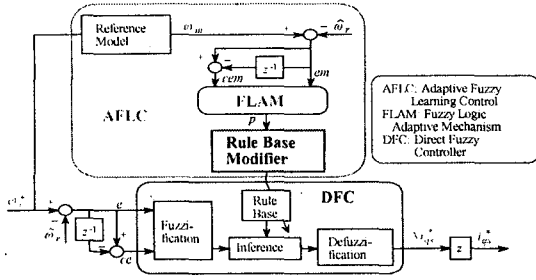 Reference
Model
ω_m
+
−
ω̂_r
+
−
z⁻¹
cem
em
FLAM
AFLC
p
Rule Base
Modifier
AFLC: Adaptive Fuzzy
Learning Control
FLAM: Fuzzy Logic
Adaptive Mechanism
DFC: Direct Fuzzy
Controller
DFC
Rule
Base
+
e
−
ω̂_r
z⁻¹
+
−
ce
Fuzzi-
fication
Inference
Defuzzi-
fication
z